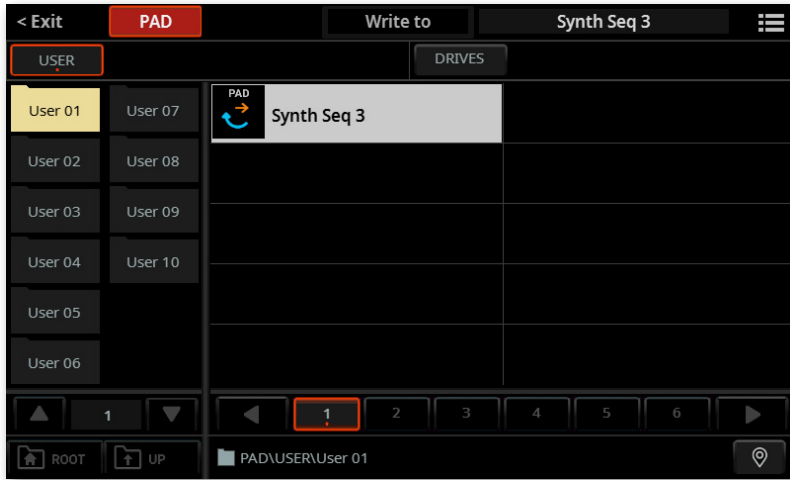 < Exit PAD Write to Synth Seq 3
USER DRIVES
User 01 User 07
PAD
Synth Seq 3
User 02 User 08
User 03 User 09
User 04 User 10
User 05
User 06
1 1 2 3 4 5 6
ROOT UP PAD\USER\User 01